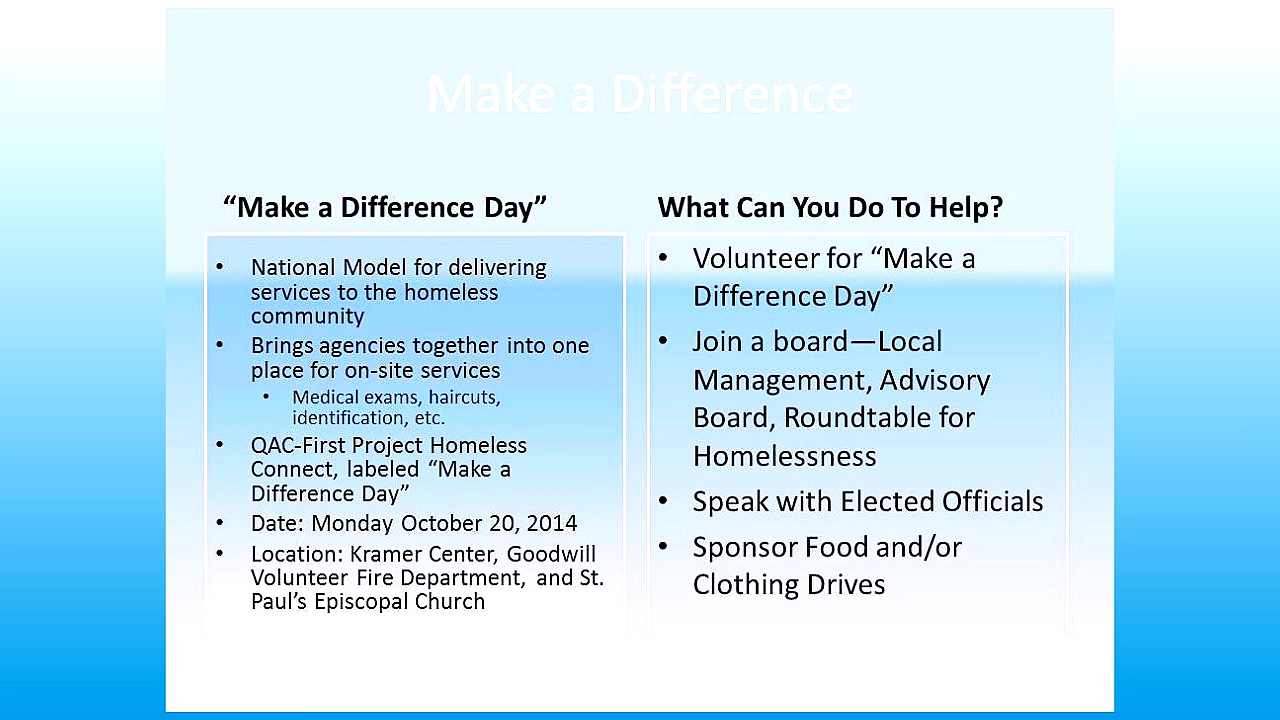 Make a Difference
“Make a Difference Day”
• National Model for delivering
services to the homeless
community
• Brings agencies together into one
place for on-site services
• Medical exams, haircuts,
identification, etc.
• QAC-First Project Homeless
Connect, labeled “Make a
Difference Day”
• Date: Monday October 20, 2014
• Location: Kramer Center, Goodwill
Volunteer Fire Department, and St.
Paul’s Episcopal Church
What Can You Do To Help?
• Volunteer for “Make a
Difference Day”
• Join a board—Local
Management, Advisory
Board, Roundtable for
Homelessness
• Speak with Elected Officials
• Sponsor Food and/or
Clothing Drives